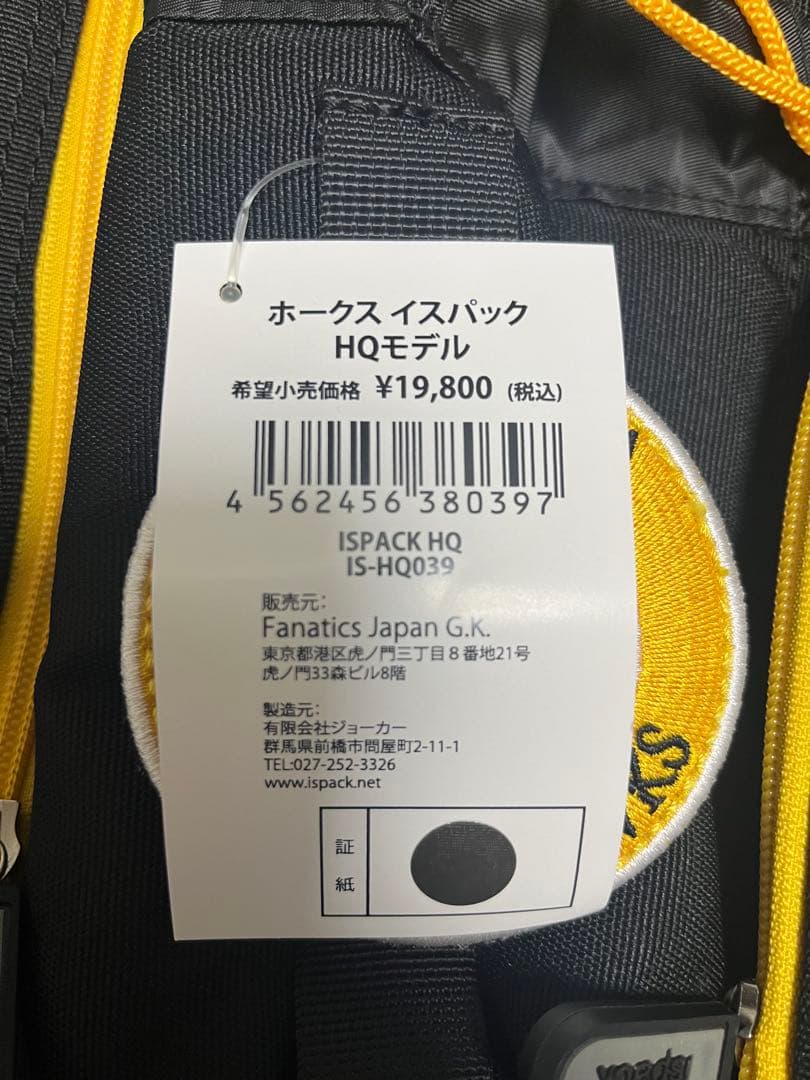 ホークス イスパック
HQモデル
希望小売価格 ¥19,800 (税込)
4 562456 380397
ISPACK HQ
IS-HQ039
販売元:
Fanatics Japan G.K.
東京都港区虎ノ門三丁目8番地21号
虎ノ門33森ビル8階
製造元:
有限会社ジョーカー
群馬県前橋市問屋町2-11-1
TEL:027-252-3326
www.ispack.net
証
紙
ispack